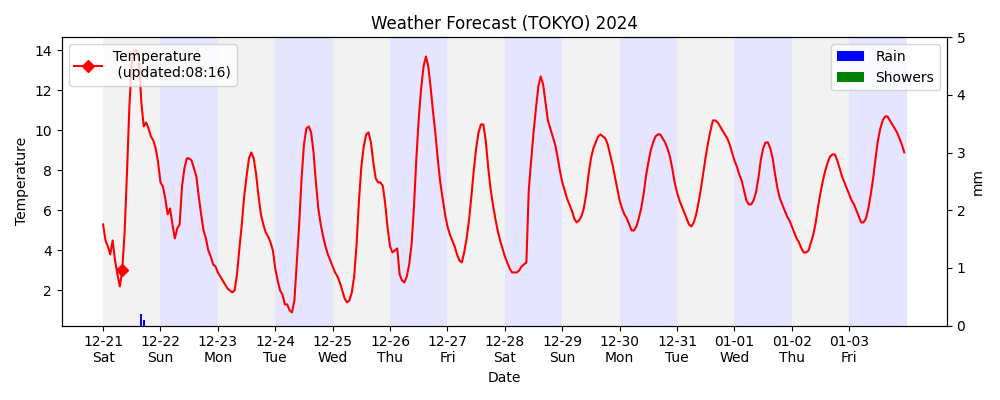 Weather Forecast (TOKYO) 2024
Temperature
(updated:08:16)
Rain
Showers
Temperature
14
12
10
8
6
4
2
5
4
3
2
1
0
mm
12-21 12-22 12-23 12-24 12-25 12-26 12-27 12-28 12-29 12-30 12-31 01-01 01-02 01-03
Sat Sun Mon Tue Wed Thu Fri Sat Sun Mon Tue Wed Thu Fri
Date